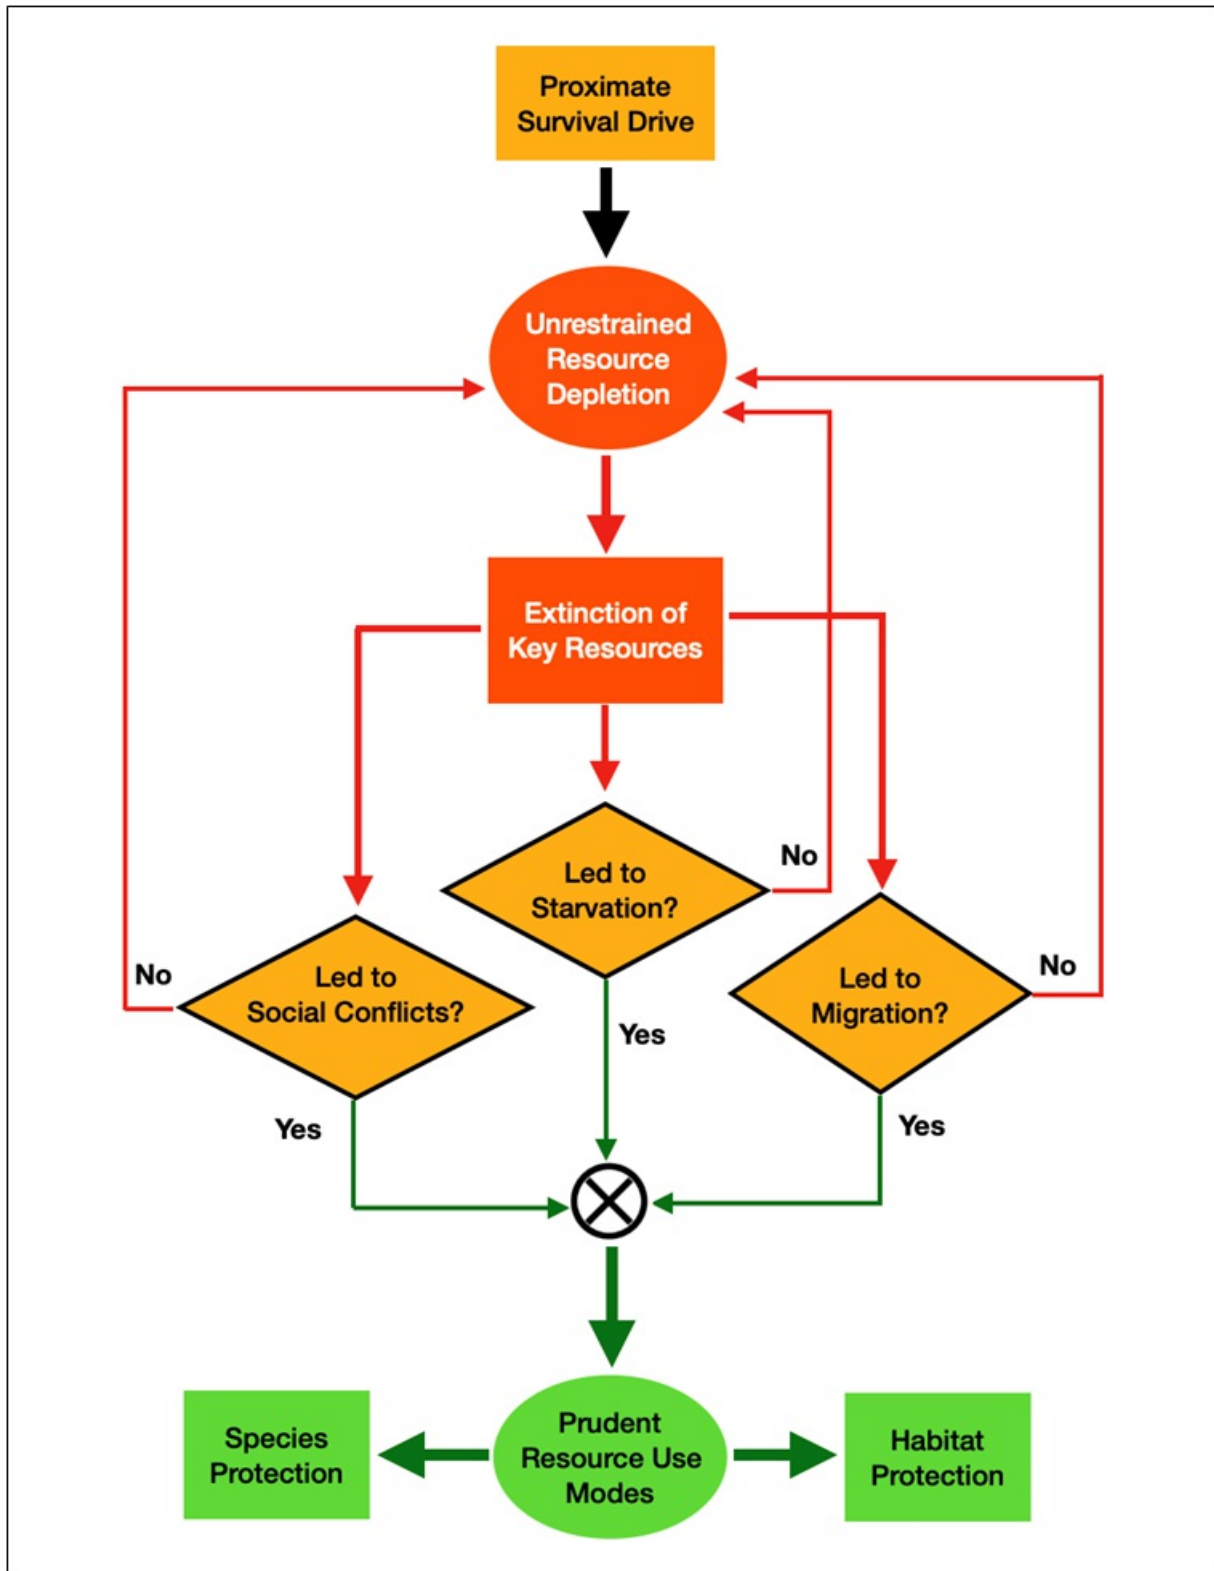 Proximate
Survival Drive
Unrestrained
Resource
Depletion
Extinction of
Key Resources
Led to
Starvation?
No
Led to
Social Conflicts?
No
Led to
Migration?
No
Yes
Yes
Yes
Species
Protection
Prudent
Resource Use
Modes
Habitat
Protection